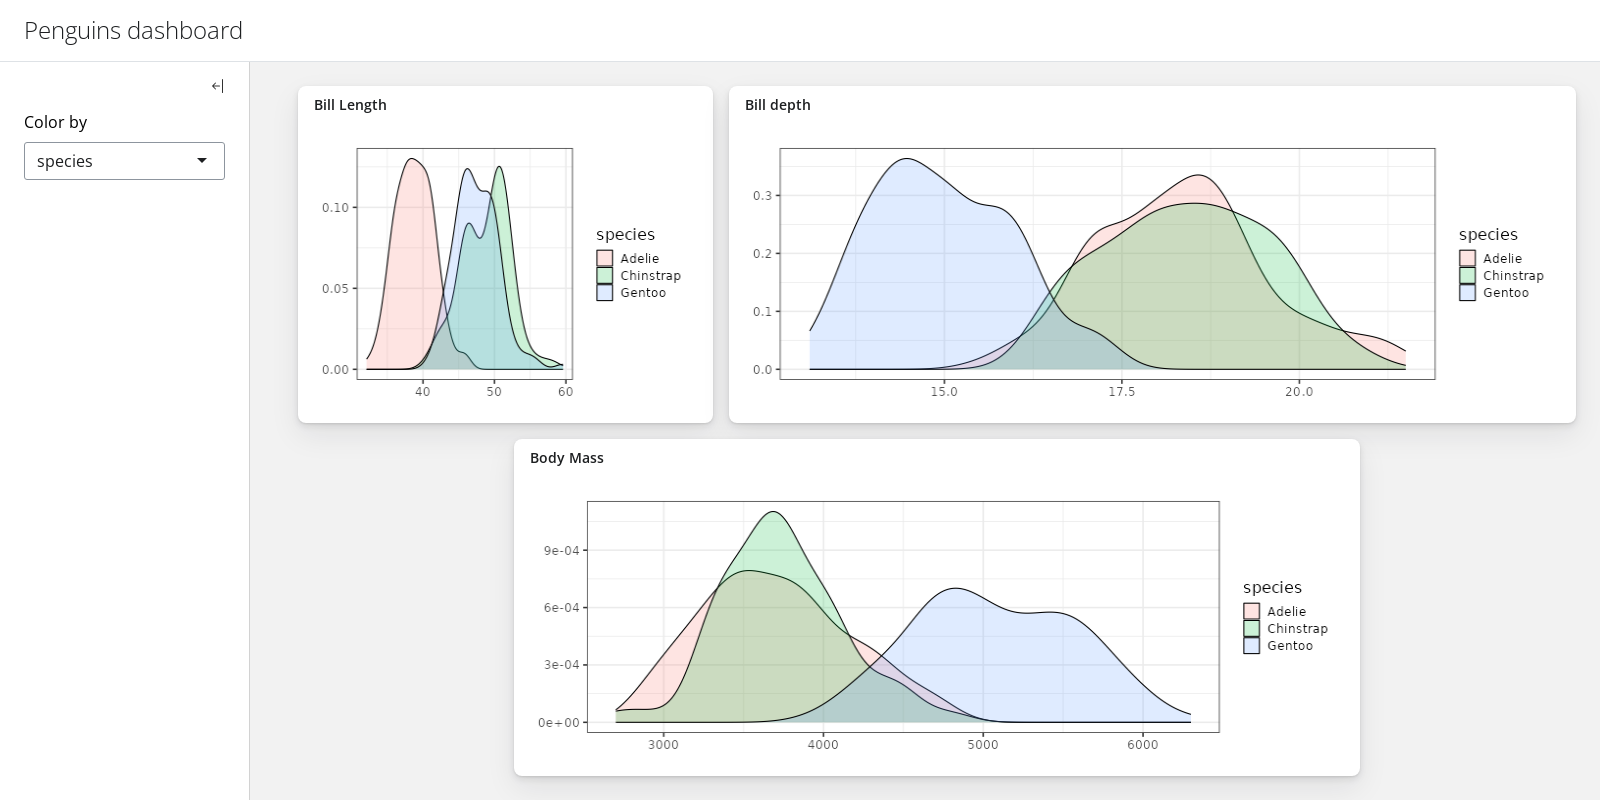 Penguins dashboard
Color by
species
Bill Length
0.10
0.05
0.00
40 50 60
species
Adelie
Chinstrap
Gentoo
Bill depth
0.3
0.2
0.1
0.0
15.0 17.5 20.0
species
Adelie
Chinstrap
Gentoo
Body Mass
9e-04
6e-04
3e-04
0e+00
3000 4000 5000 6000
species
Adelie
Chinstrap
Gentoo